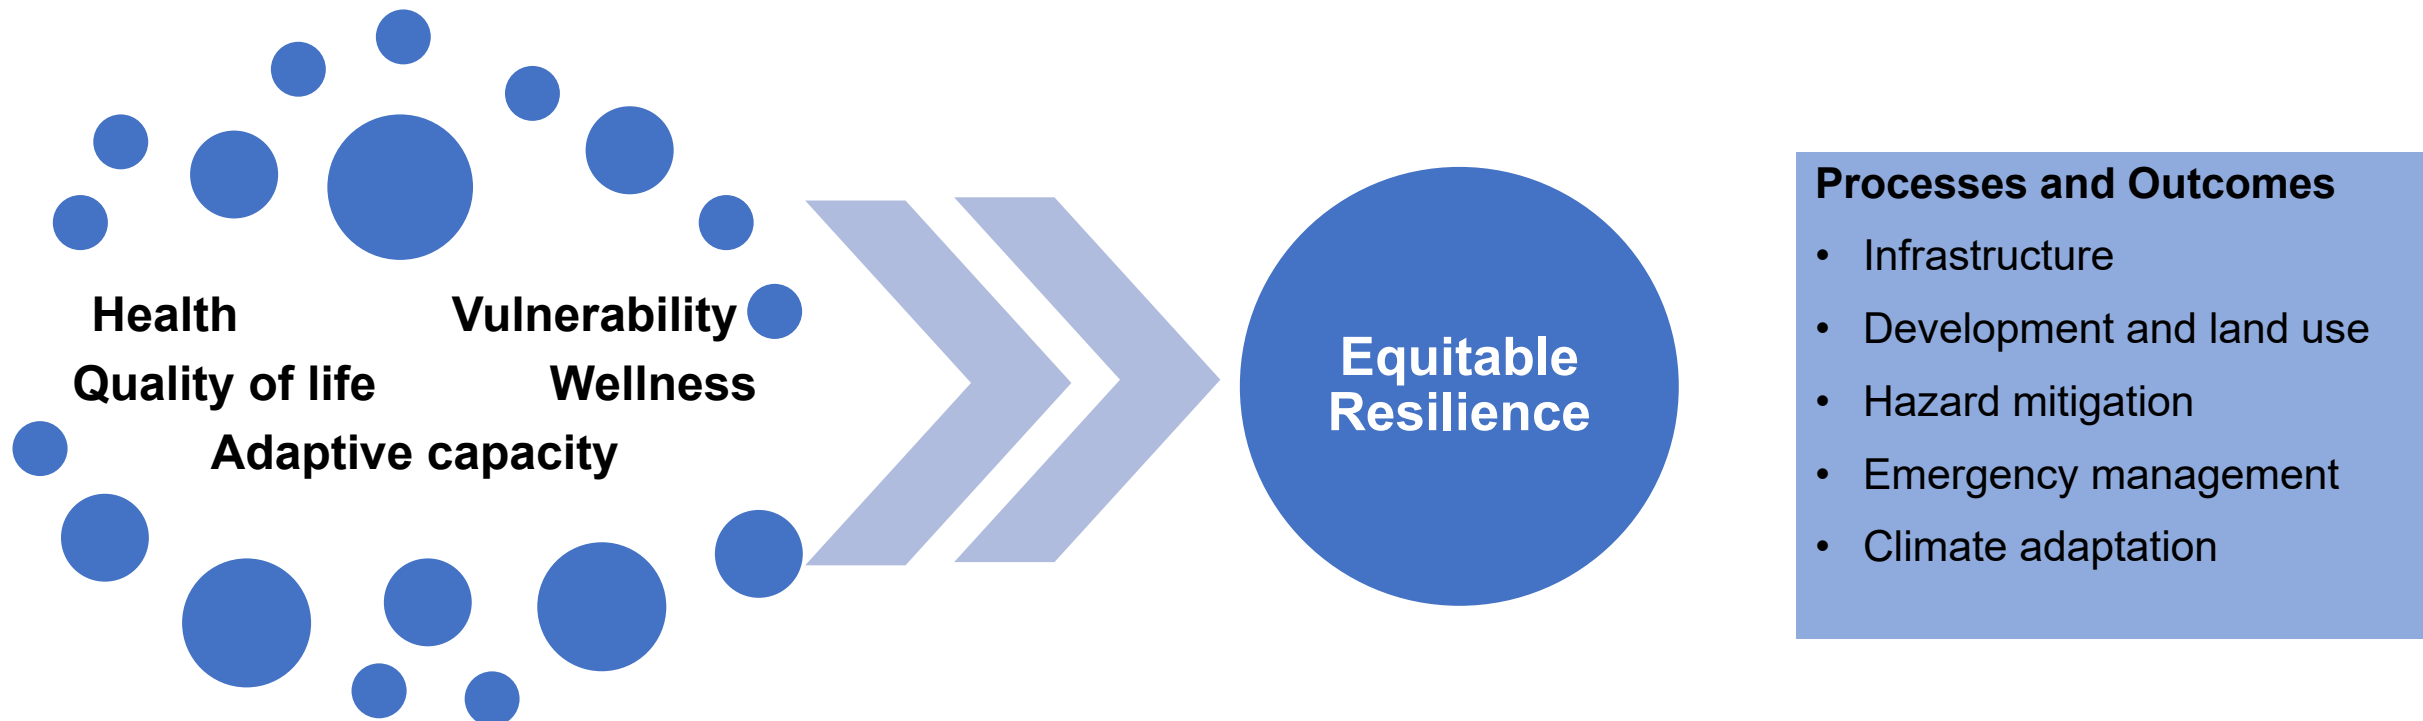 Health Vulnerability
Quality of life Wellness
Adaptive capacity
Equitable
Resilience
Processes and Outcomes
• Infrastructure
• Development and land use
• Hazard mitigation
• Emergency management
• Climate adaptation